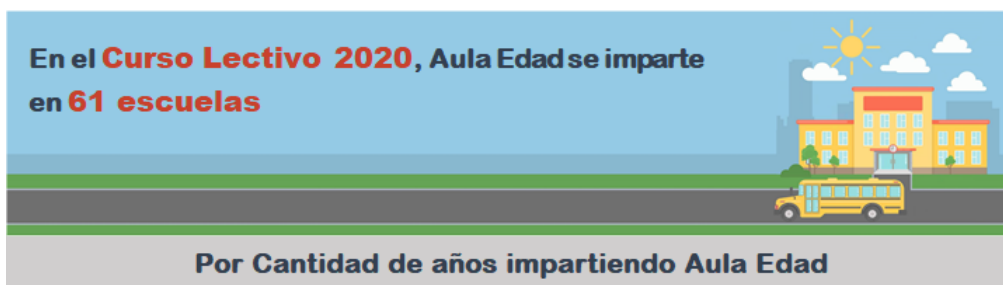 En el Curso Lectivo 2020, Aula Edad se imparte
en 61 escuelas
Por Cantidad de años impartiendo Aula Edad